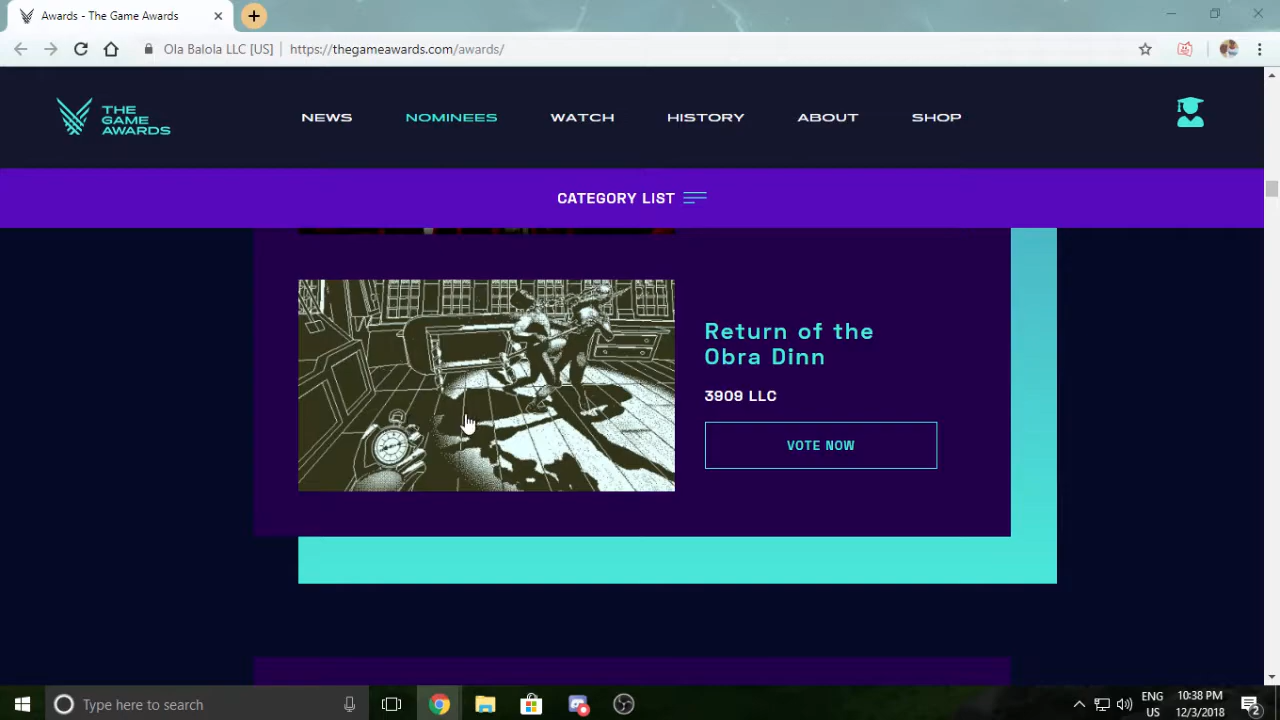 Awards - The Game Awards
Ola Balola LLC [US]
https://thegameawards.com/awards/
THE
GAME
AWARDS
NEWS
NOMINEES
WATCH
HISTORY
ABOUT
SHOP
CATEGORY LIST
Return of the
Obra Dinn
3909 LLC
VOTE NOW
Type here to search
ENG
US
10:38 PM
12/3/2018
2